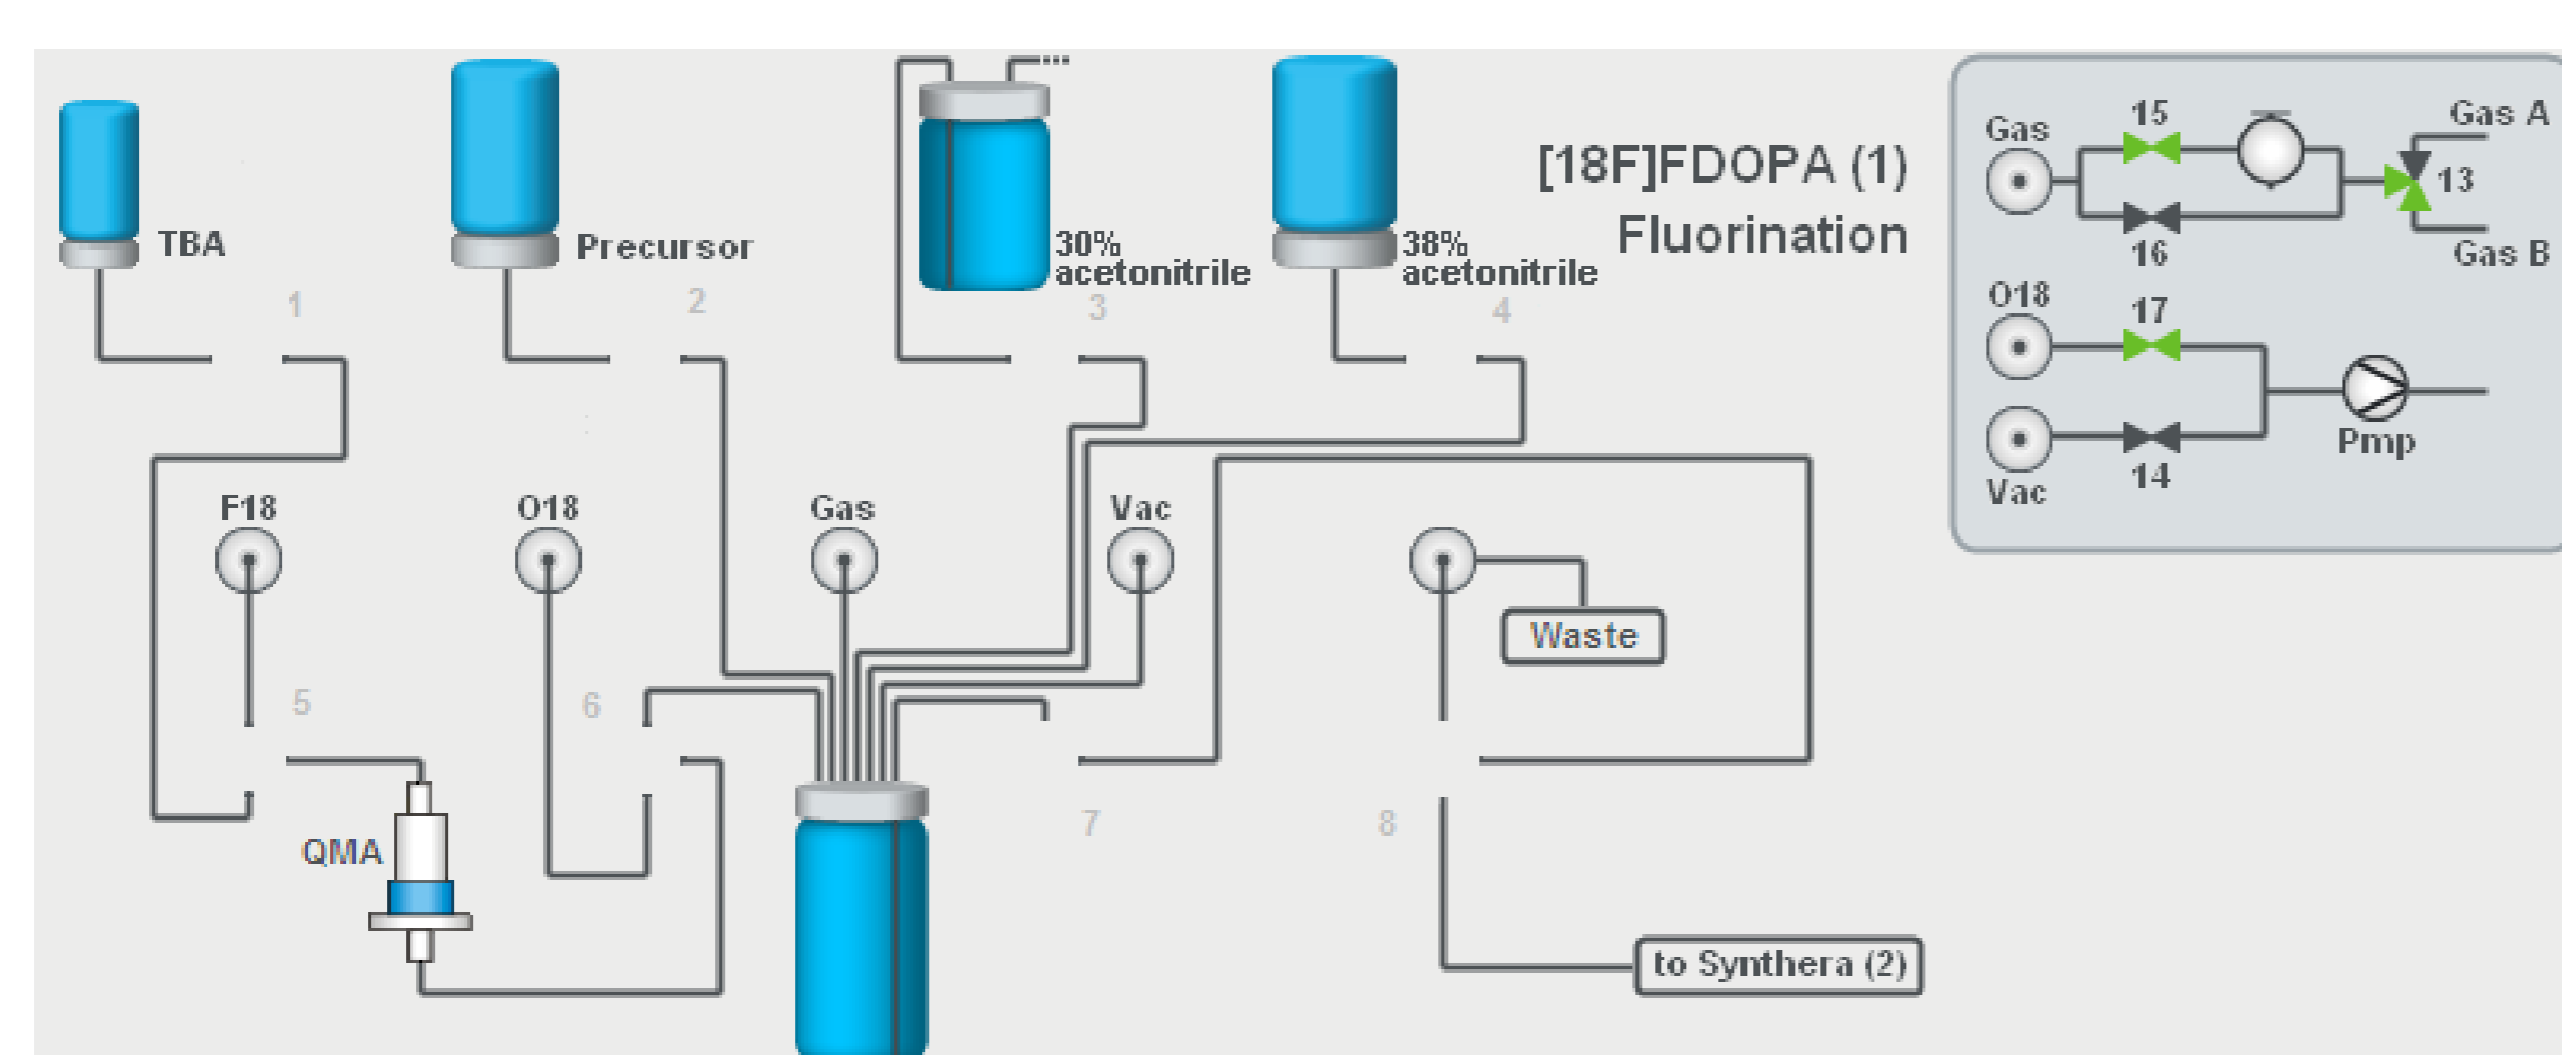 TBA
Precursor
30%
acetonitrile
38%
acetonitrile
[18F]FDOPA (1)
Fluorination
1
2
3
4
F18
O18
Gas
Vac
Waste
5
6
7
8
QMA
to Synthera (2)
Gas
15
16
Gas A
13
Gas B
O18
17
Vac
14
Pmp